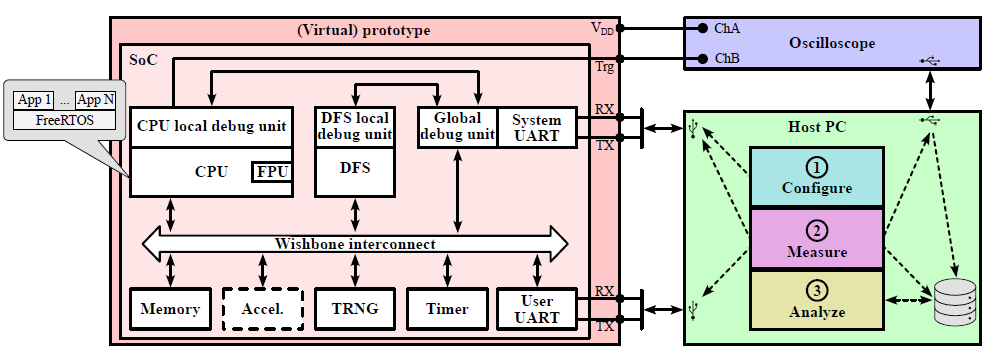 (Virtual) prototype
SoC
VDD
Trg
ChA
ChB
Oscilloscope
App 1 ... App N
FreeRTOS
CPU local debug unit
CPU
FPU
DFS local
debug unit
DFS
Global
debug unit
System
UART
RX
TX
Wishbone interconnect
Memory
Accel.
TRNG
Timer
User
UART
RX
TX
Host PC
1
Configure
2
Measure
3
Analyze